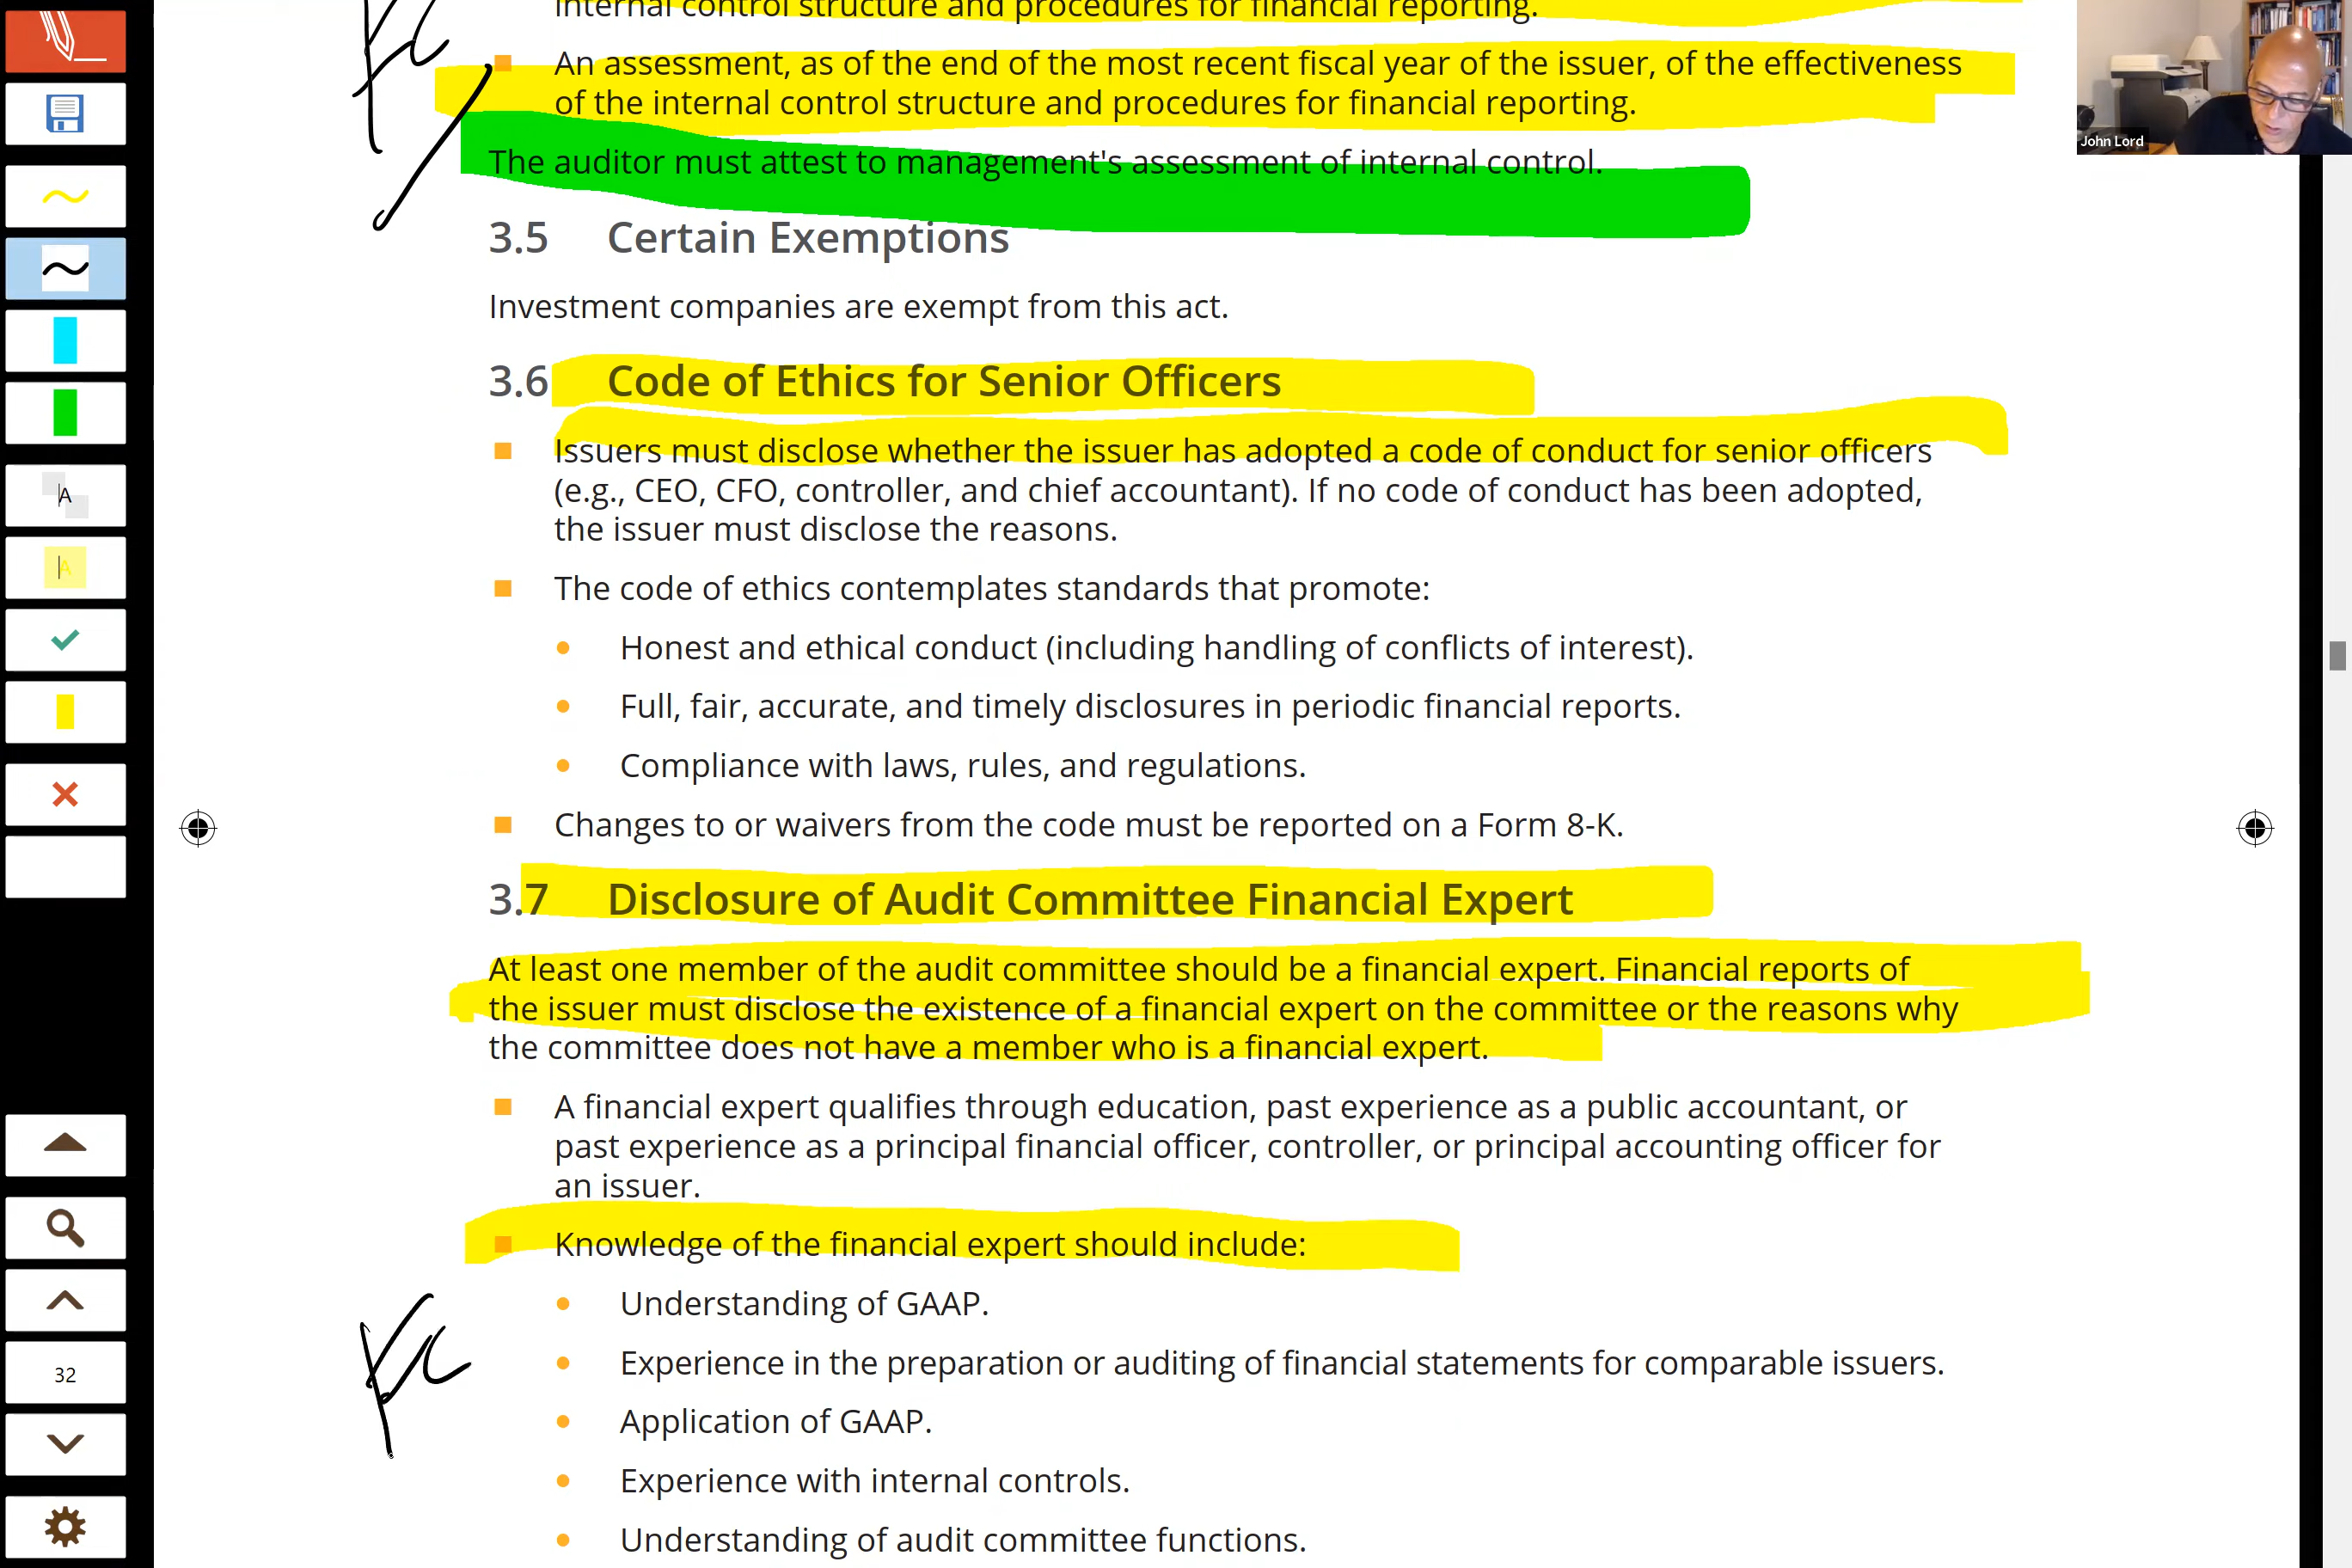 internal control structure and procedures for financial reporting.
An assessment, as of the end of the most recent fiscal year of the issuer, of the effectiveness
of the internal control structure and procedures for financial reporting.
The auditor must attest to management's assessment of internal control.
3.5 Certain Exemptions
Investment companies are exempt from this act.
3.6 Code of Ethics for Senior Officers
Issuers must disclose whether the issuer has adopted a code of conduct for senior officers
(e.g., CEO, CFO, controller, and chief accountant). If no code of conduct has been adopted,
the issuer must disclose the reasons.
The code of ethics contemplates standards that promote:
Honest and ethical conduct (including handling of conflicts of interest).
Full, fair, accurate, and timely disclosures in periodic financial reports.
Compliance with laws, rules, and regulations.
Changes to or waivers from the code must be reported on a Form 8-K.
3.7 Disclosure of Audit Committee Financial Expert
At least one member of the audit committee should be a financial expert. Financial reports of
the issuer must disclose the existence of a financial expert on the committee or the reasons why
the committee does not have a member who is a financial expert.
A financial expert qualifies through education, past experience as a public accountant, or
past experience as a principal financial officer, controller, or principal accounting officer for
an issuer.
Knowledge of the financial expert should include:
Understanding of GAAP.
Experience in the preparation or auditing of financial statements for comparable issuers.
Application of GAAP.
Experience with internal controls.
Understanding of audit committee functions.
John Lord
A
A
32